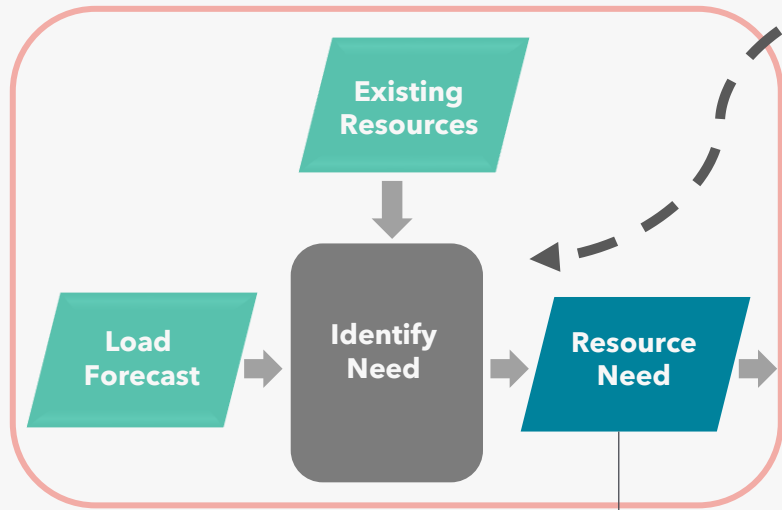 Existing
Resources
Load
Forecast
Identify
Need
Resource
Need